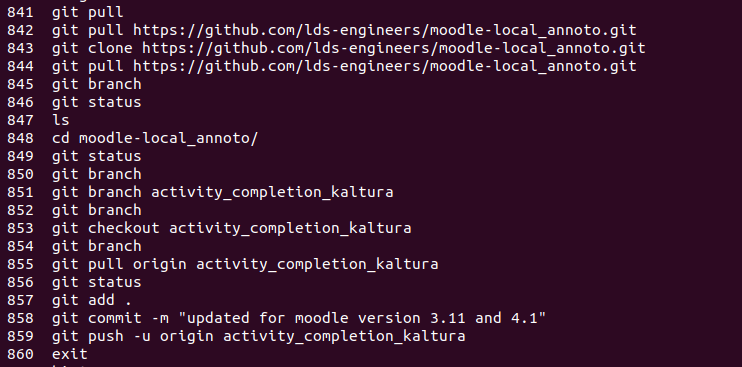 841 git pull
842 git pull https://github.com/lds-engineers/moodle-local_annoto.git
843 git clone https://github.com/lds-engineers/moodle-local_annoto.git
844 git pull https://github.com/lds-engineers/moodle-local_annoto.git
845 git branch
846 git status
847 ls
848 cd moodle-local_annoto/
849 git status
850 git branch
851 git branch activity_completion_kaltura
852 git branch
853 git checkout activity_completion_kaltura
854 git branch
855 git pull origin activity_completion_kaltura
856 git status
857 git add .
858 git commit -m "updated for moodle version 3.11 and 4.1"
859 git push -u origin activity_completion_kaltura
860 exit